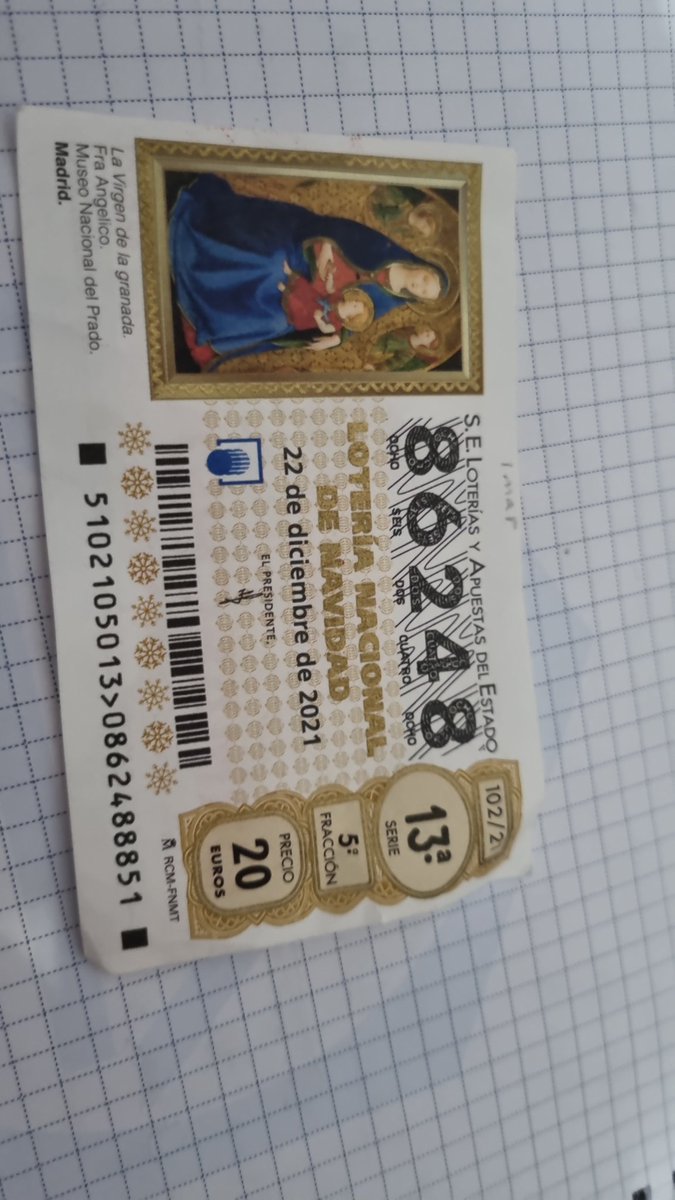 S.E. LOTERÍAS Y APUESTAS DEL ESTADO
86248
OCHO SEIS DOS CUATRO OCHO
LOTERÍA NACIONAL
DE NAVIDAD
22 de diciembre de 2021
EL PRESIDENTE,
102/21
13ª
SERIE
5ª
FRACCIÓN
PRECIO
20
EUROS
La Virgen de la granada.
Fra Angelico.
Museo Nacional del Prado.
Madrid.
5102105013>0862488851
RCM-FNMT